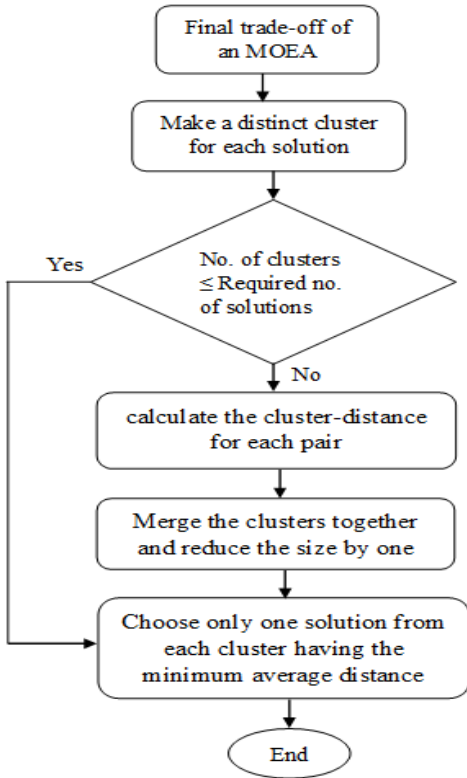 Final trade-off of
an MOEA
Make a distinct cluster
for each solution
Yes
No. of clusters
≤ Required no.
of solutions
No
calculate the cluster-distance
for each pair
Merge the clusters together
and reduce the size by one
Choose only one solution from
each cluster having the
minimum average distance
End